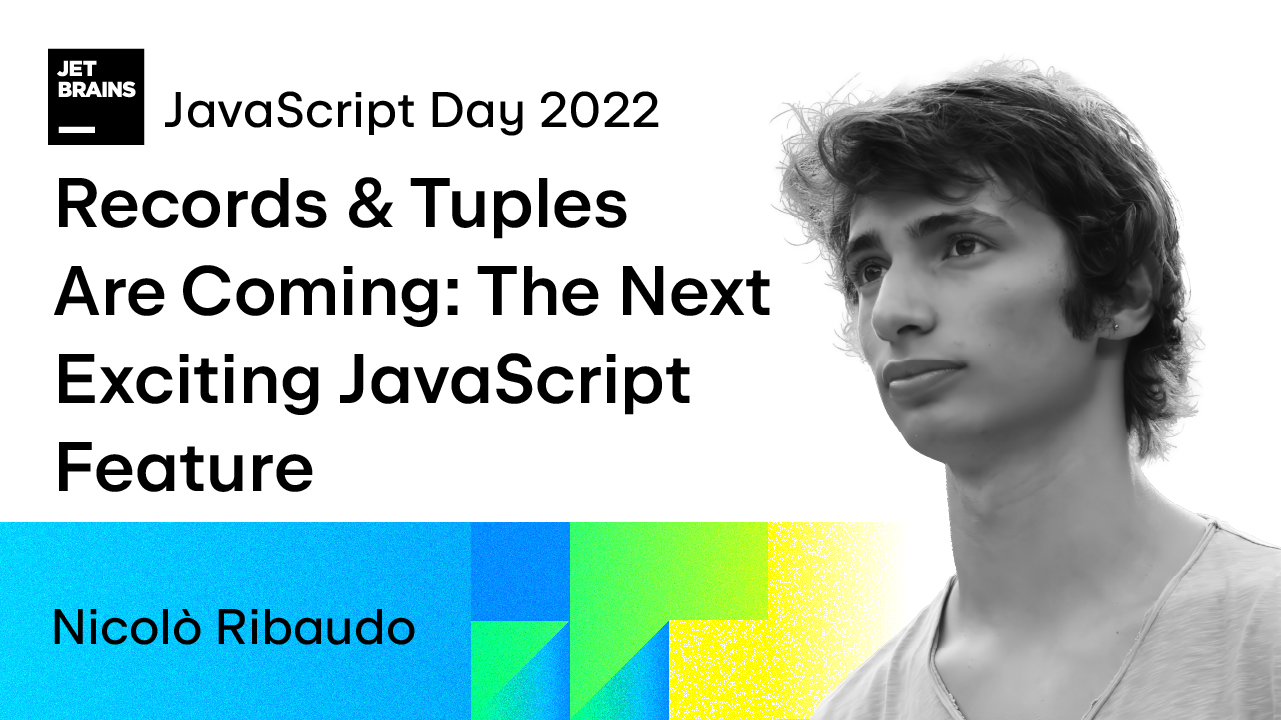 JET
BRAINS
JavaScript Day 2022
Records & Tuples
Are Coming: The Next
Exciting JavaScript
Feature
Nicolò Ribaudo